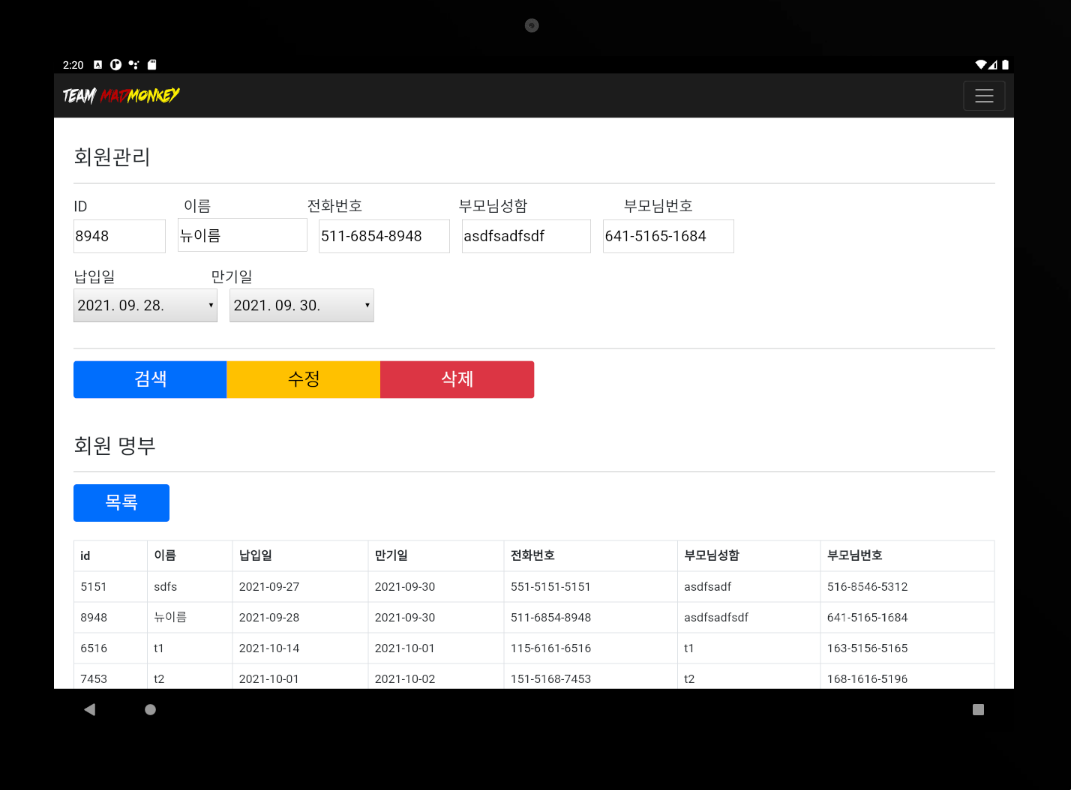 2:20
TEAM MADMONKEY
회원관리
ID 이름 전화번호 부모님성함 부모님번호
8948 뉴이름 511-6854-8948 asdfsadfsdf 641-5165-1684
납입일 만기일
2021. 09. 28. 2021. 09. 30.
검색 수정 삭제
회원 명부
목록
id 이름 납입일 만기일 전화번호 부모님성함 부모님번호
5151 sdfs 2021-09-27 2021-09-30 551-5151-5151 asdfsadf 516-8546-5312
8948 뉴이름 2021-09-28 2021-09-30 511-6854-8948 asdfsadfsdf 641-5165-1684
6516 t1 2021-10-14 2021-10-01 115-6161-6516 t1 163-5156-5165
7453 t2 2021-10-01 2021-10-02 151-5168-7453 t2 168-1616-5196